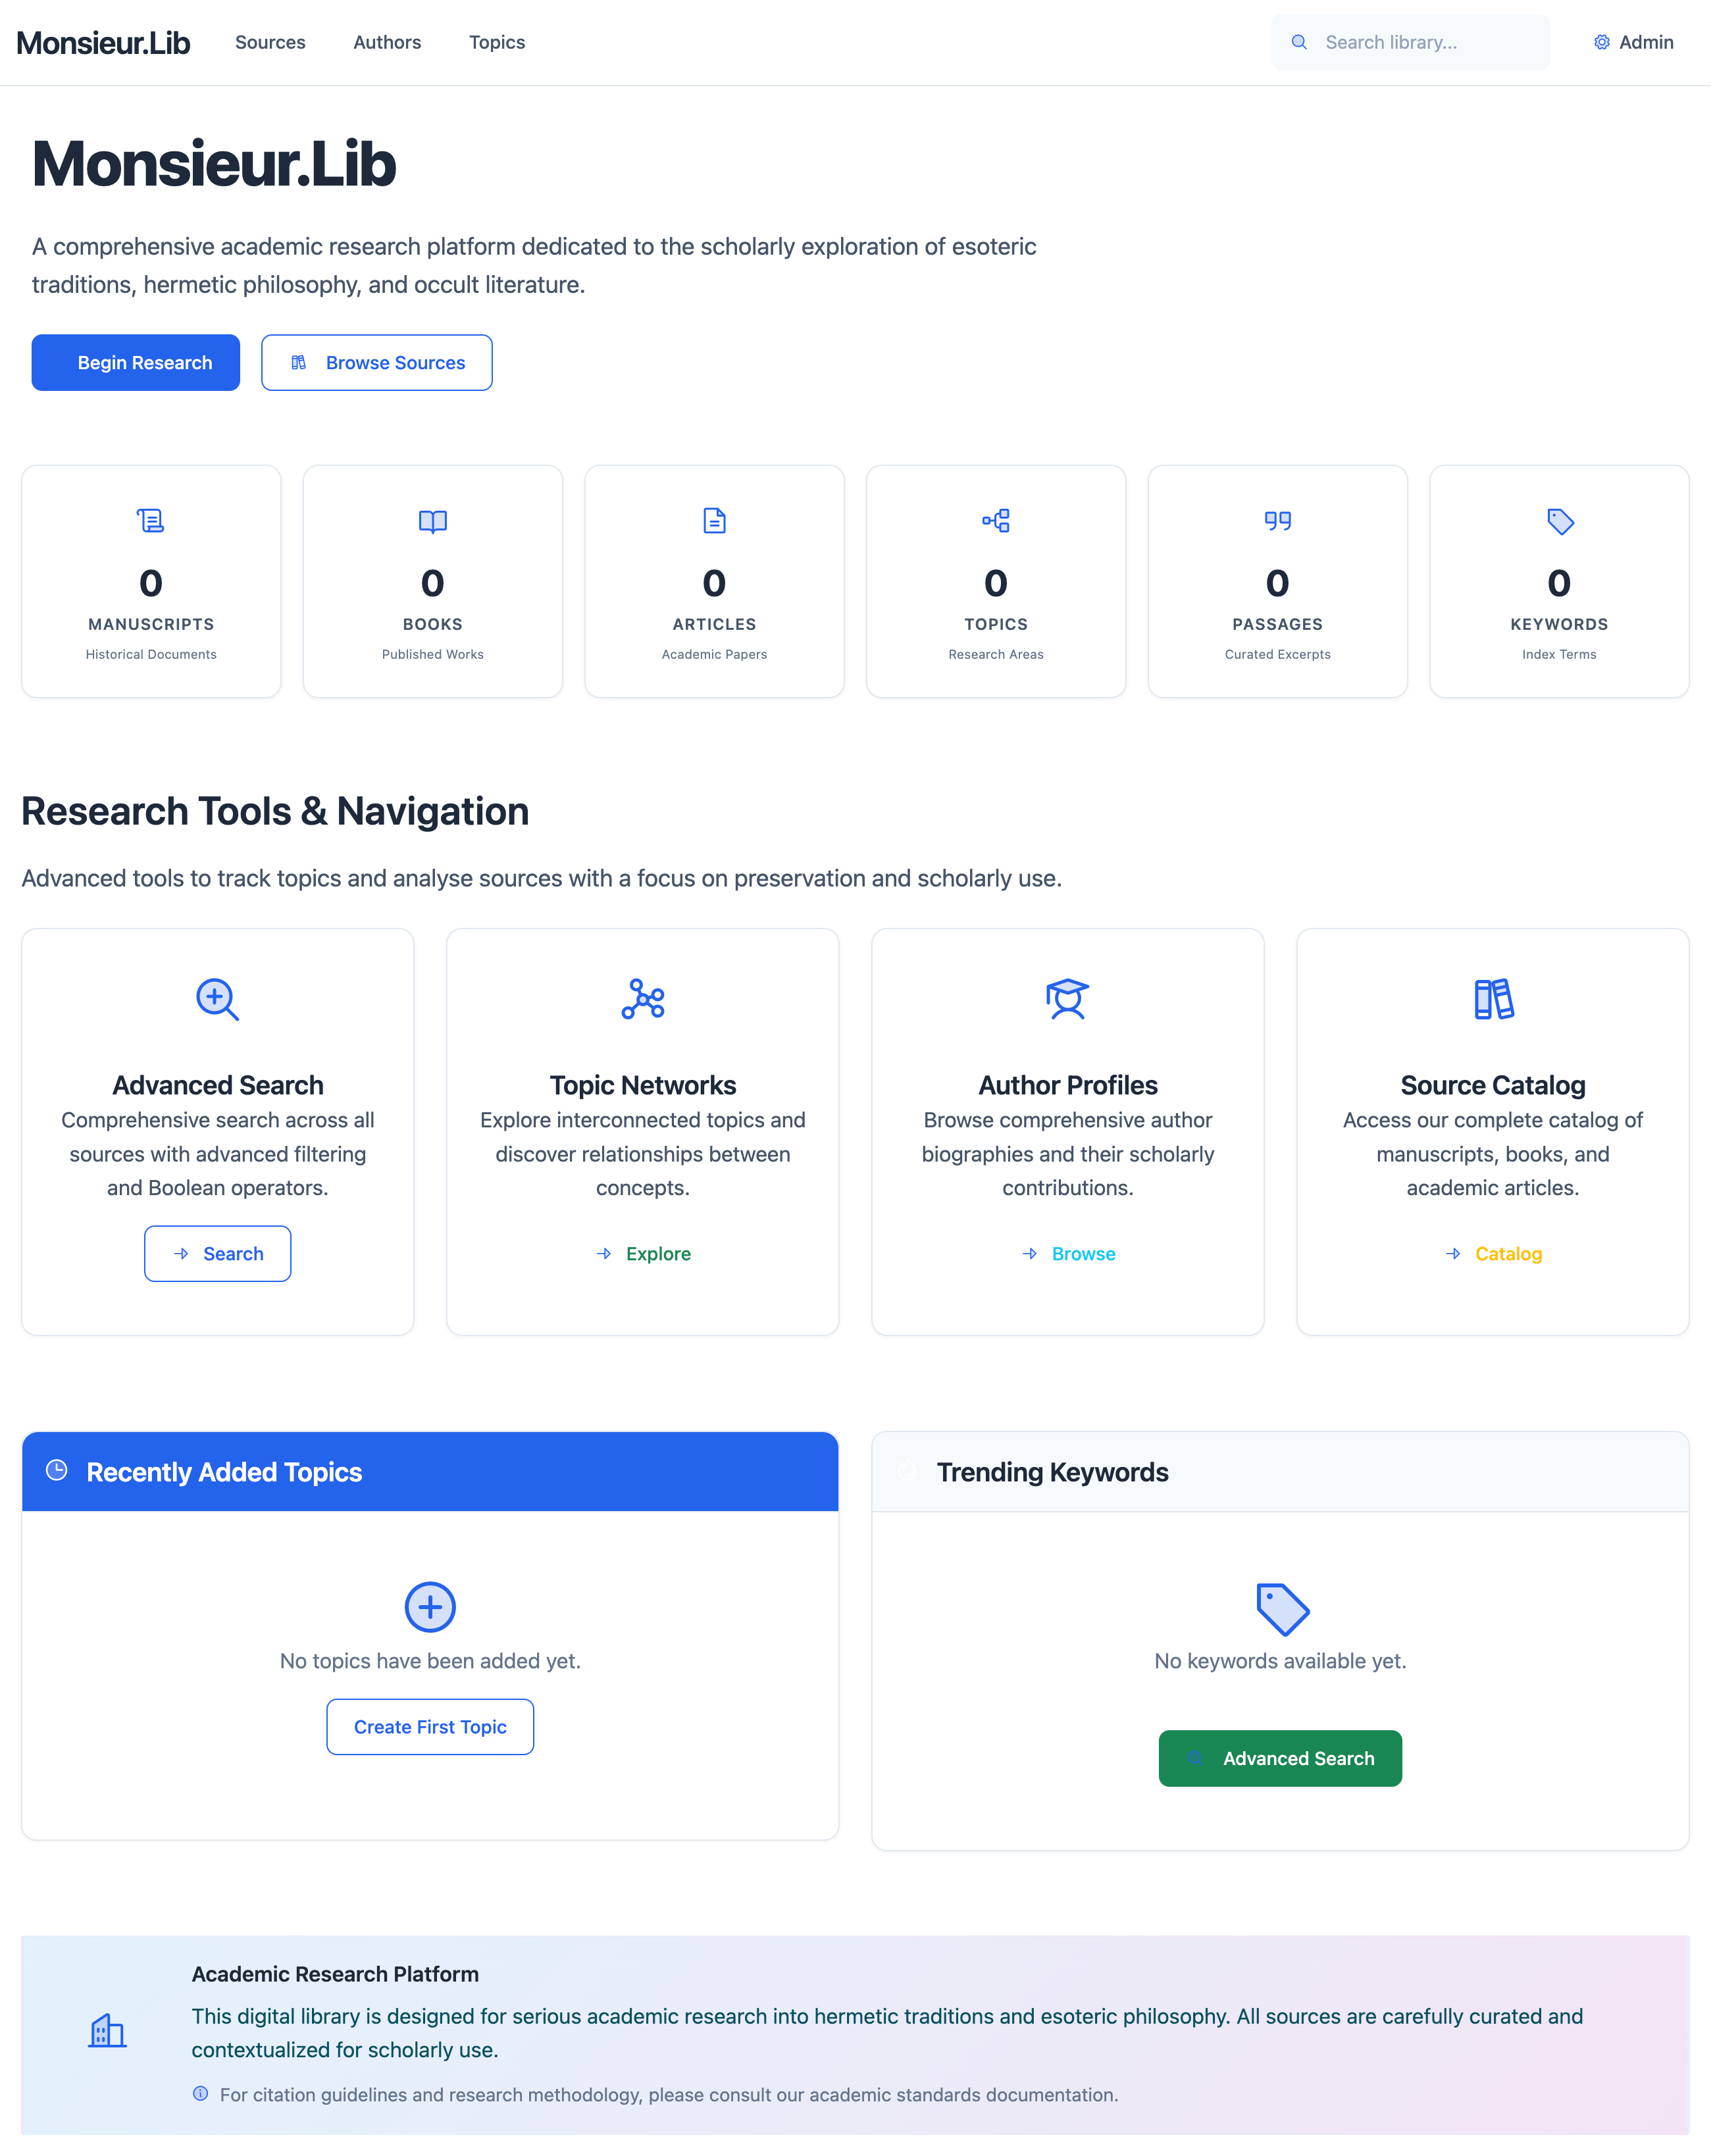 Monsieur.Lib
Sources
Authors
Topics
Search library...
Admin
Monsieur.Lib
A comprehensive academic research platform dedicated to the scholarly exploration of esoteric
traditions, hermetic philosophy, and occult literature.
Begin Research
Browse Sources
0
MANUSCRIPTS
Historical Documents
0
BOOKS
Published Works
0
ARTICLES
Academic Papers
0
TOPICS
Research Areas
0
PASSAGES
Curated Excerpts
0
KEYWORDS
Index Terms
Research Tools & Navigation
Advanced tools to track topics and analyse sources with a focus on preservation and scholarly use.
Advanced Search
Comprehensive search across all
sources with advanced filtering
and Boolean operators.
Search
Topic Networks
Explore interconnected topics and
discover relationships between
concepts.
Explore
Author Profiles
Browse comprehensive author
biographies and their scholarly
contributions.
Browse
Source Catalog
Access our complete catalog of
manuscripts, books, and
academic articles.
Catalog
Recently Added Topics
No topics have been added yet.
Create First Topic
Trending Keywords
No keywords available yet.
Advanced Search
Academic Research Platform
This digital library is designed for serious academic research into hermetic traditions and esoteric philosophy. All sources are carefully curated and
contextualized for scholarly use.
For citation guidelines and research methodology, please consult our academic standards documentation.